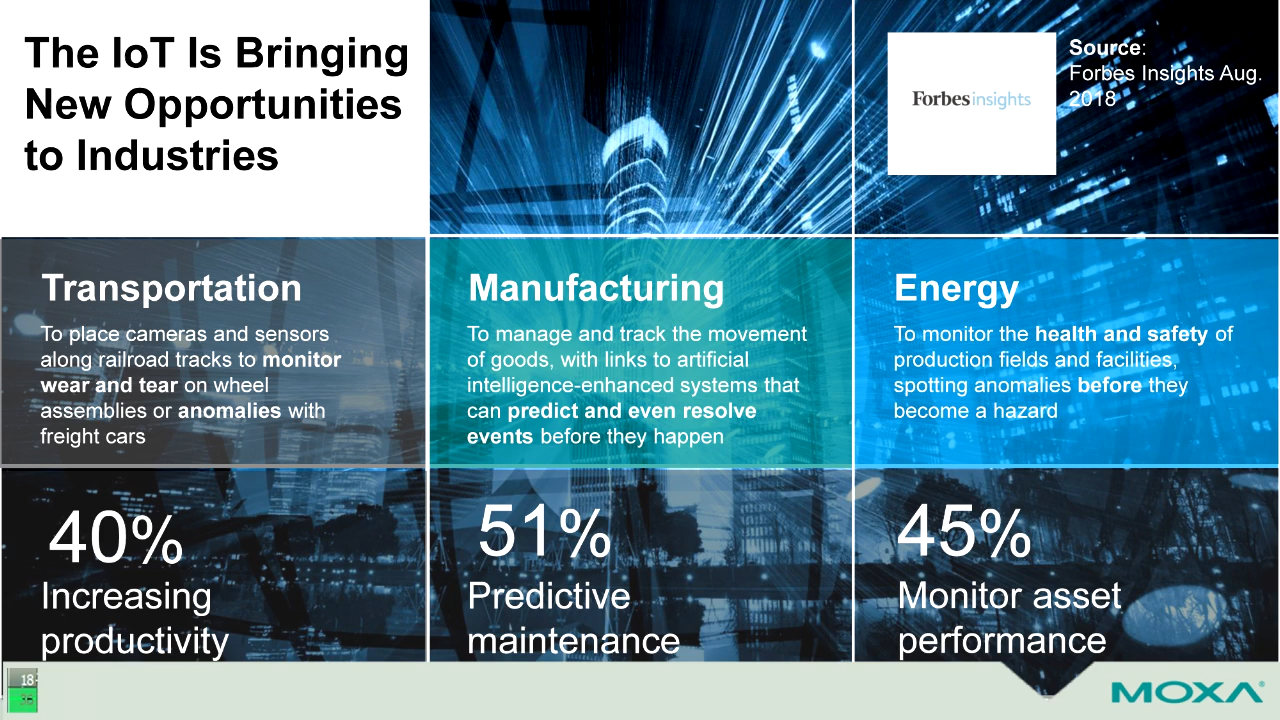 The IoT Is Bringing
New Opportunities
to Industries
Forbes insights
Source:
Forbes Insights Aug.
2018
Transportation
To place cameras and sensors
along railroad tracks to monitor
wear and tear on wheel
assemblies or anomalies with
freight cars
Manufacturing
To manage and track the movement
of goods, with links to artificial
intelligence-enhanced systems that
can predict and even resolve
events before they happen
Energy
To monitor the health and safety of
production fields and facilities,
spotting anomalies before they
become a hazard
40%
Increasing
productivity
51%
Predictive
maintenance
45%
Monitor asset
performance
18-
MOXA®